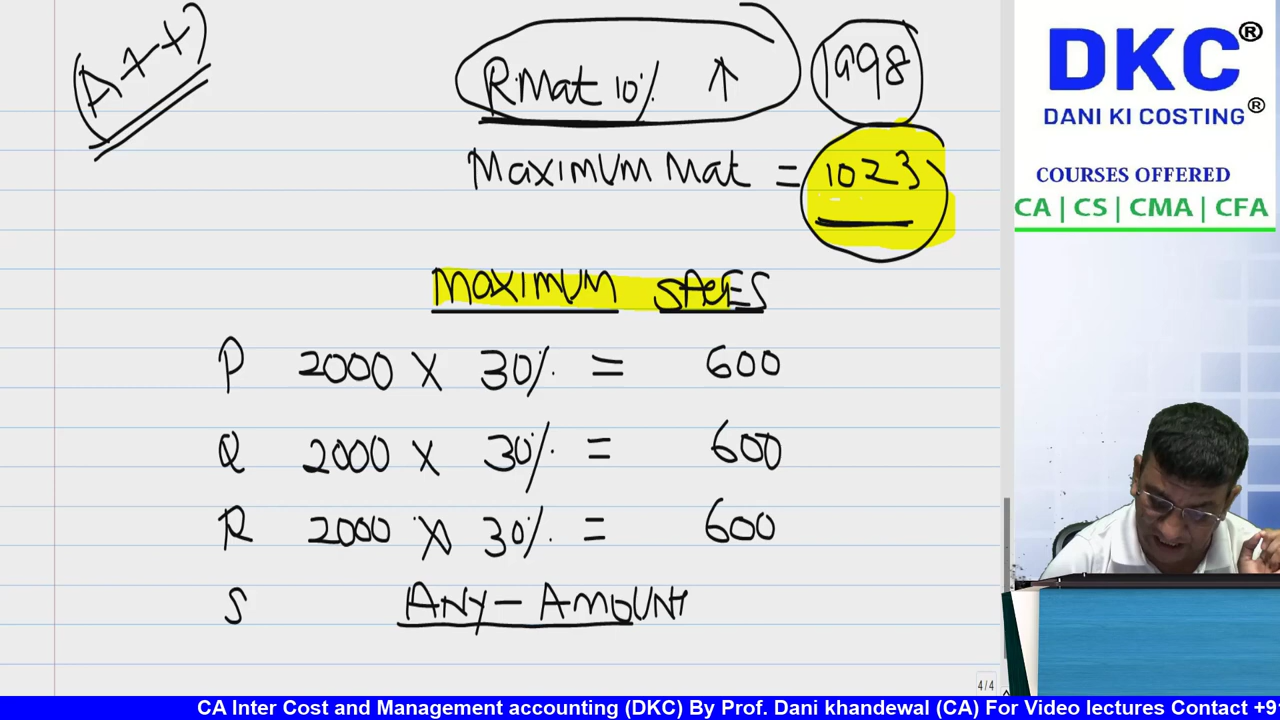 (A++)
R.Mat 10% ↑ 1998
MAXIMUM Mat = 1023
MAXIMUM SALES
P 2000 X 30% = 600
Q 2000 X 30% = 600
R 2000 X 30% = 600
S ANY - AMOUNT
4/4
DKC®
DANI KI COSTING®
COURSES OFFERED
CA | CS | CMA | CFA
CA Inter Cost and Management accounting (DKC) By Prof. Dani khandewal (CA) For Video lectures Contact +9